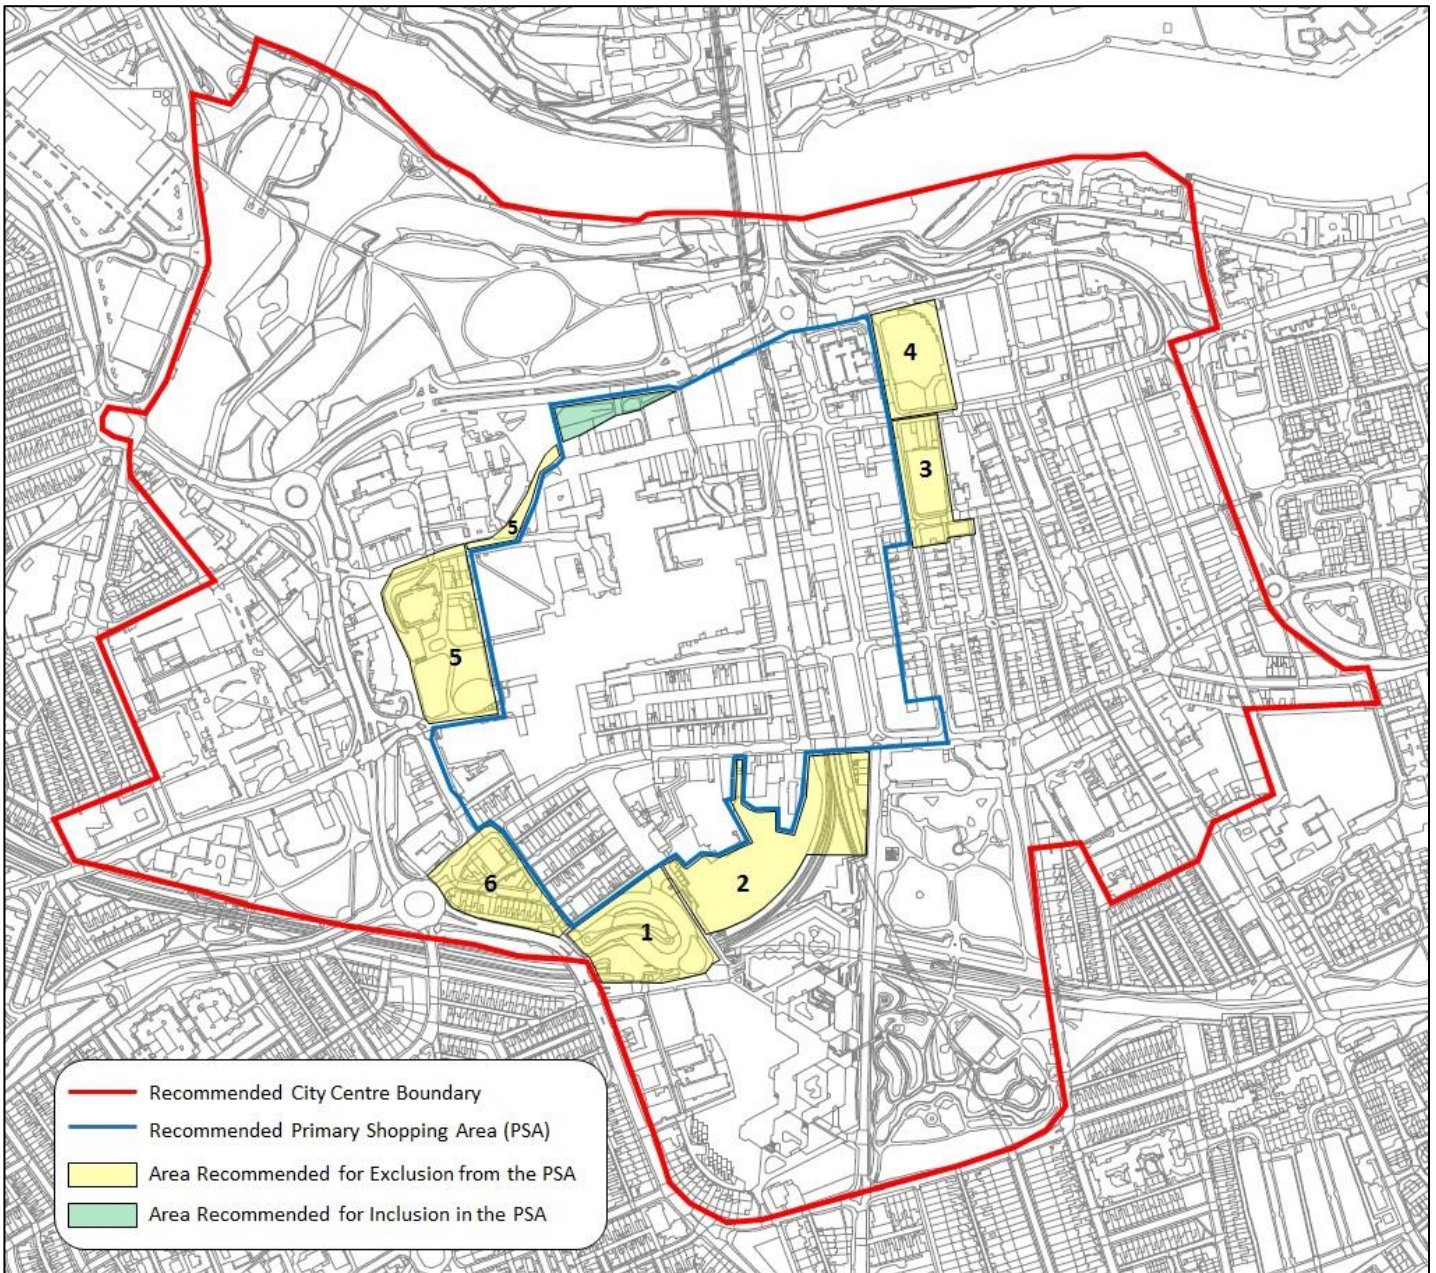 4
3
5
5
2
6
1
Recommended City Centre Boundary
Recommended Primary Shopping Area (PSA)
Area Recommended for Exclusion from the PSA
Area Recommended for Inclusion in the PSA